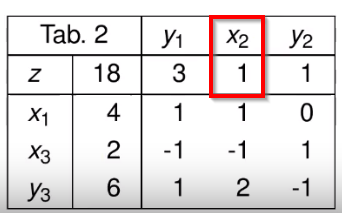 Tab. 2 y₁ x₂ y₂
z 18 3 1 1
x₁ 4 1 1 0
x₃ 2 -1 -1 1
y₃ 6 1 2 -1